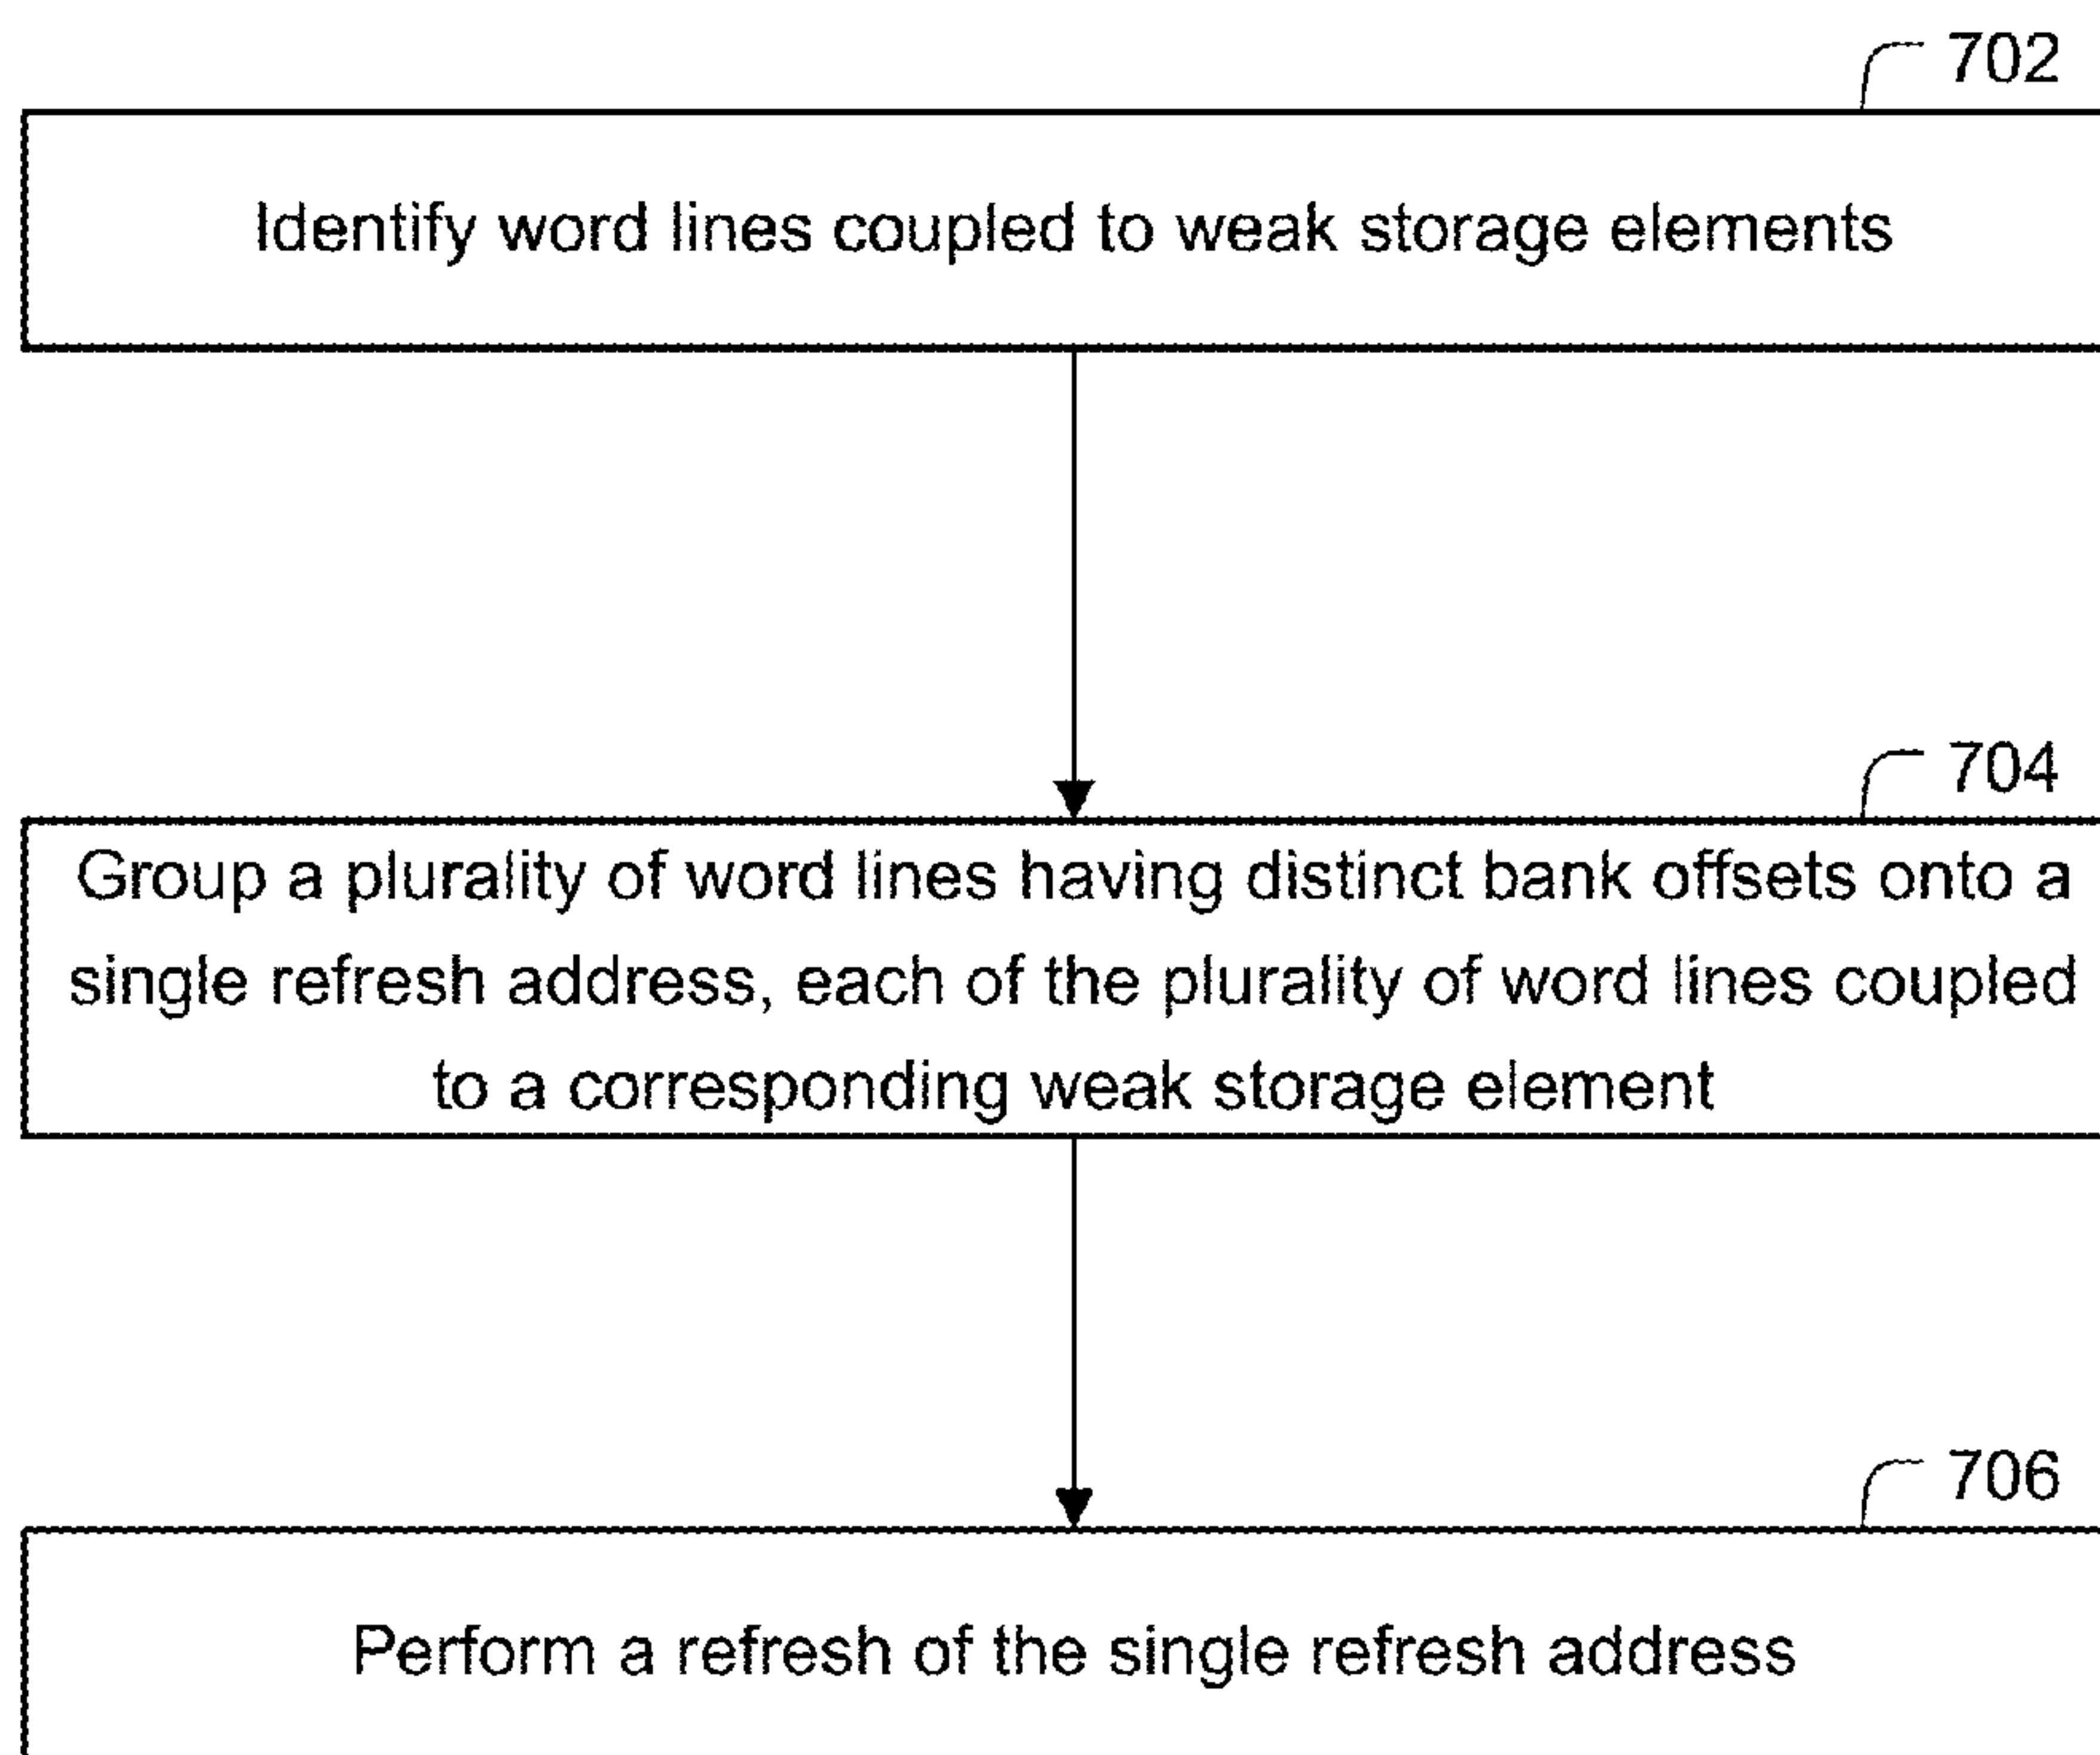 702
Identify word lines coupled to weak storage elements
704
Group a plurality of word lines having distinct bank offsets onto a
single refresh address, each of the plurality of word lines coupled
to a corresponding weak storage element
706
Perform a refresh of the single refresh address